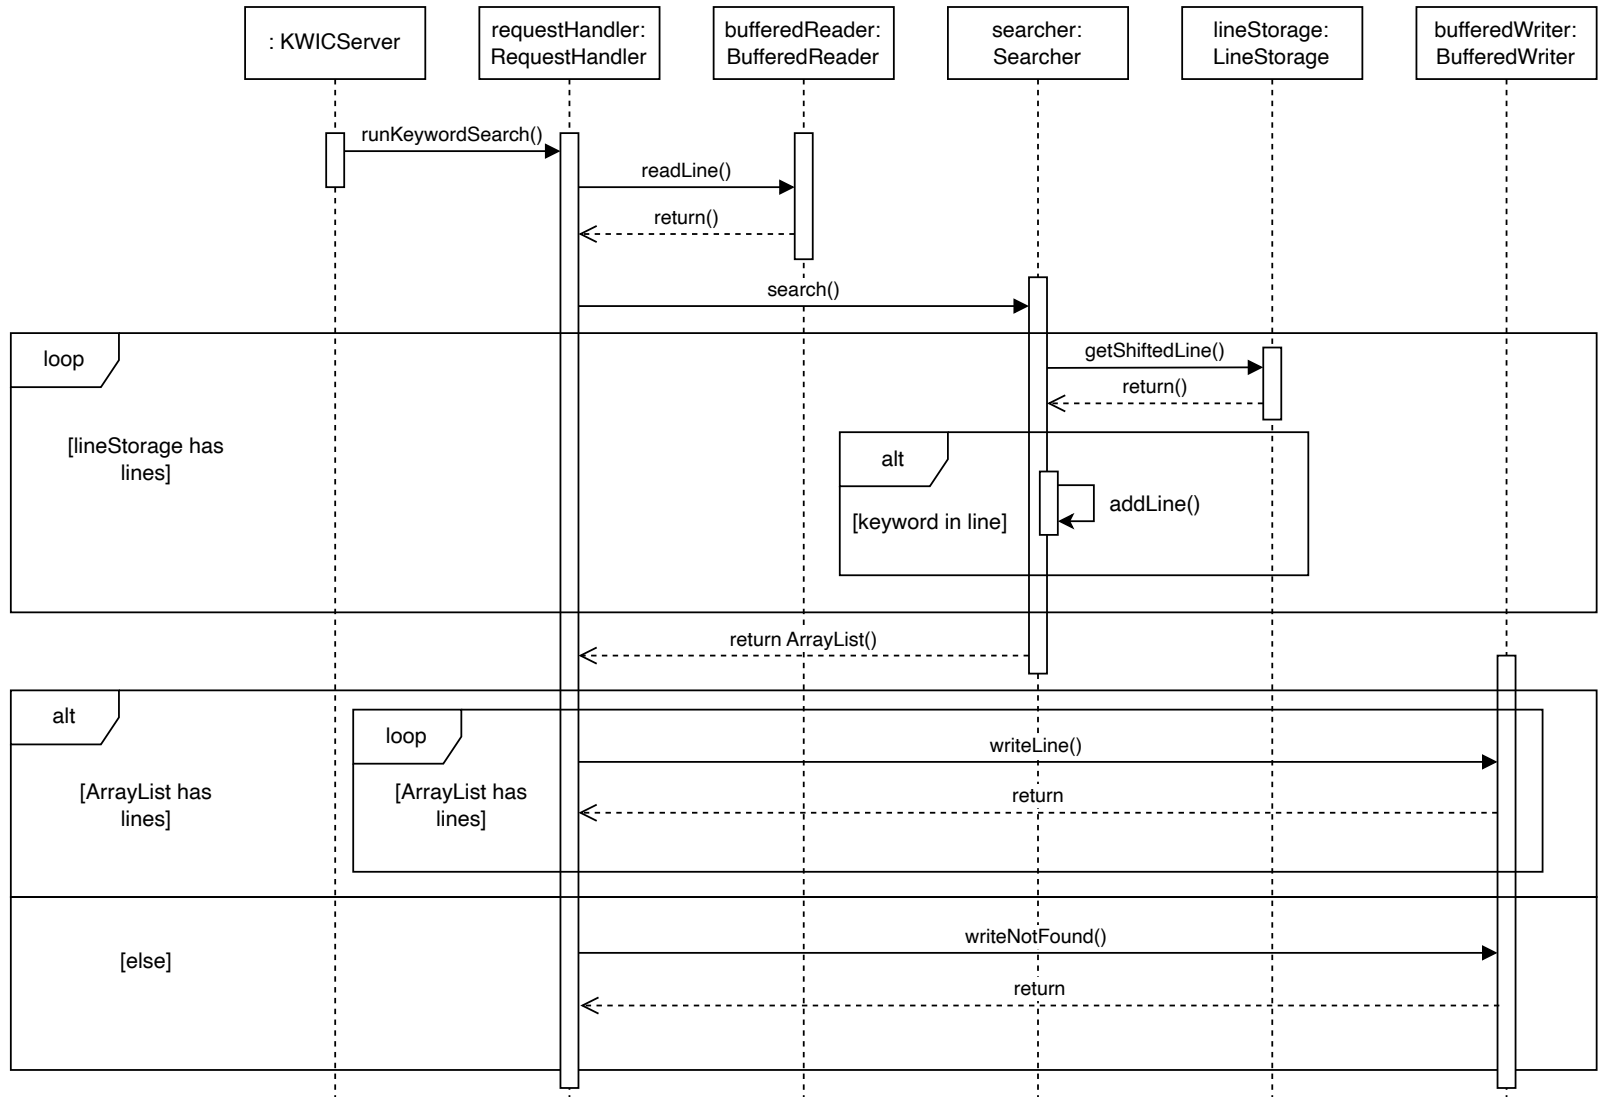 : KWICServer
requestHandler:
RequestHandler
bufferedReader:
BufferedReader
searcher:
Searcher
lineStorage:
LineStorage
bufferedWriter:
BufferedWriter
runKeywordSearch()
readLine()
return()
search()
loop
getShiftedLine()
return()
[lineStorage has
lines]
alt
addLine()
[keyword in line]
return ArrayList()
alt
loop
writeLine()
[ArrayList has
lines]
[ArrayList has
lines]
return
writeNotFound()
[else]
return